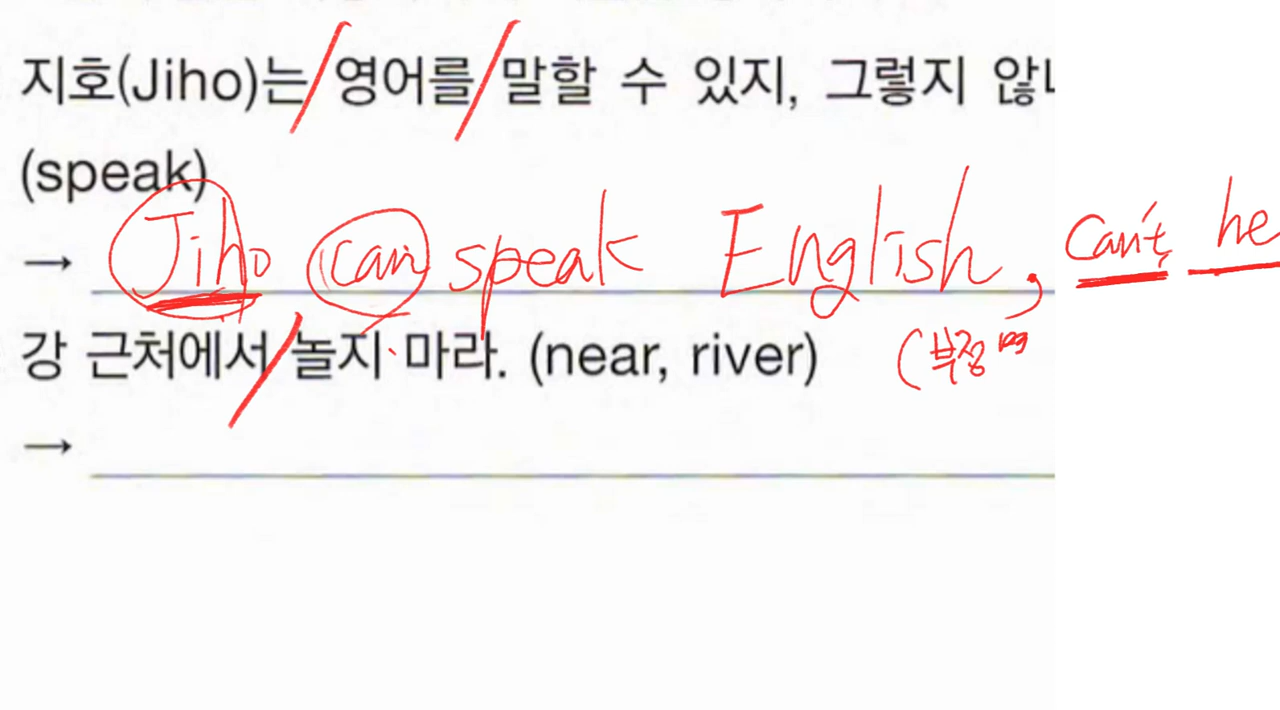 지호(Jiho)는 영어를 말할 수 있지, 그렇지
(speak)
→ Jiho can speak English, can't he
강 근처에서 놀지 마라. (near, river)
(부정
→